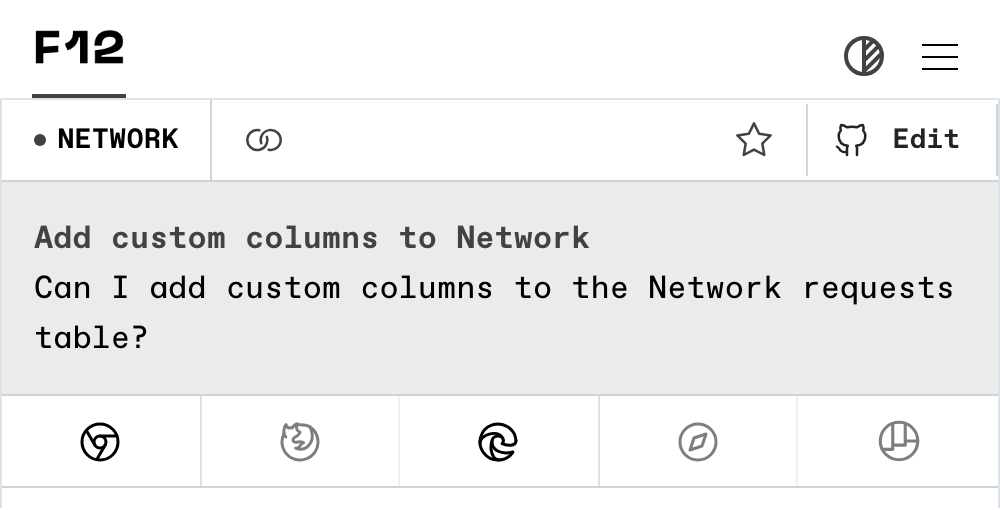 F12
NETWORK
Edit
Add custom columns to Network
Can I add custom columns to the Network requests
table?